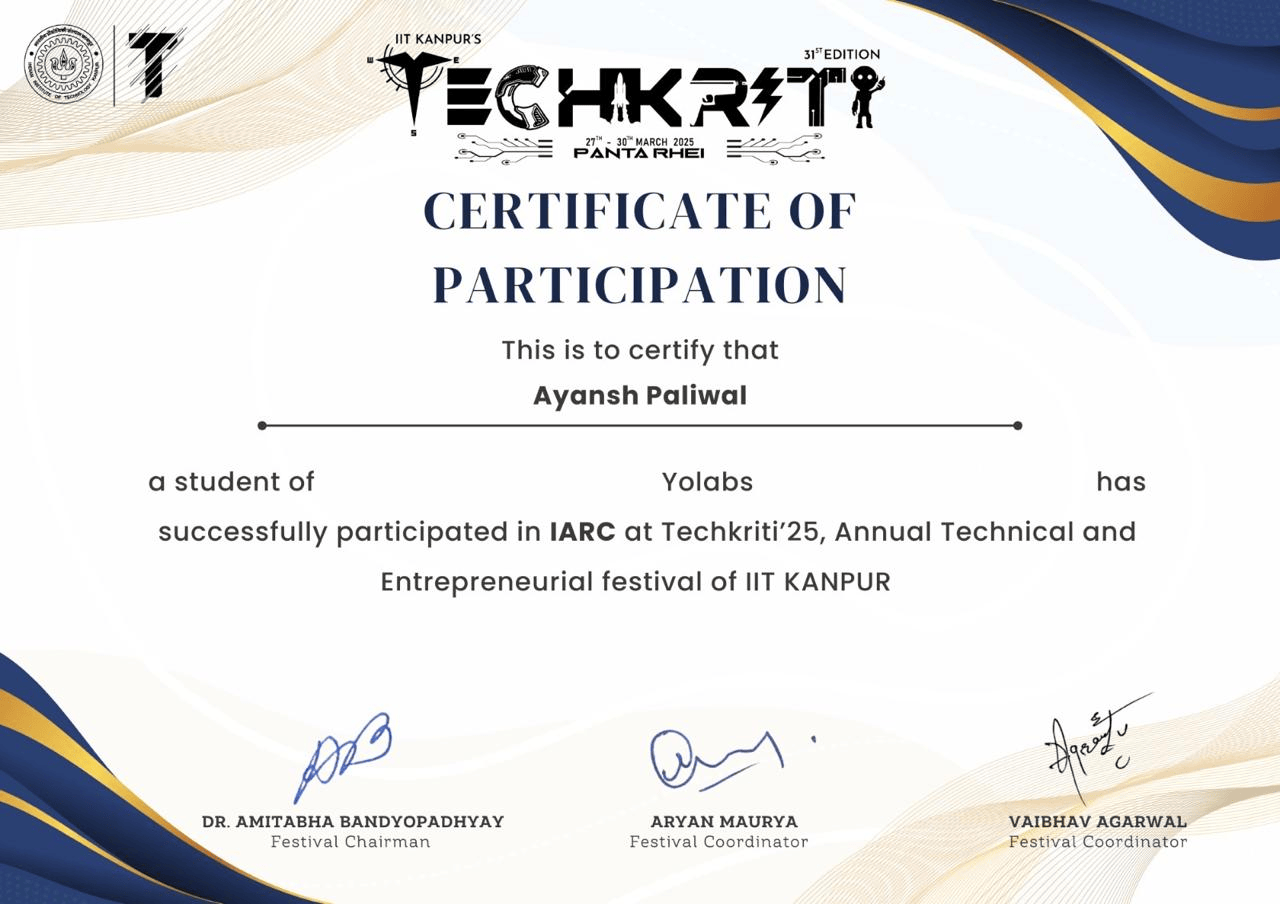 IIT KANPUR'S
31ST EDITION
W E
TECHKRITI
S
27TH - 30TH MARCH 2025
PANTA RHEI
CERTIFICATE OF
PARTICIPATION
This is to certify that
Ayansh Paliwal
a student of Yolabs has
successfully participated in IARC at Techkriti'25, Annual Technical and
Entrepreneurial festival of IIT KANPUR
DR. AMITABHA BANDYOPADHYAY
Festival Chairman
ARYAN MAURYA
Festival Coordinator
VAIBHAV AGARWAL
Festival Coordinator